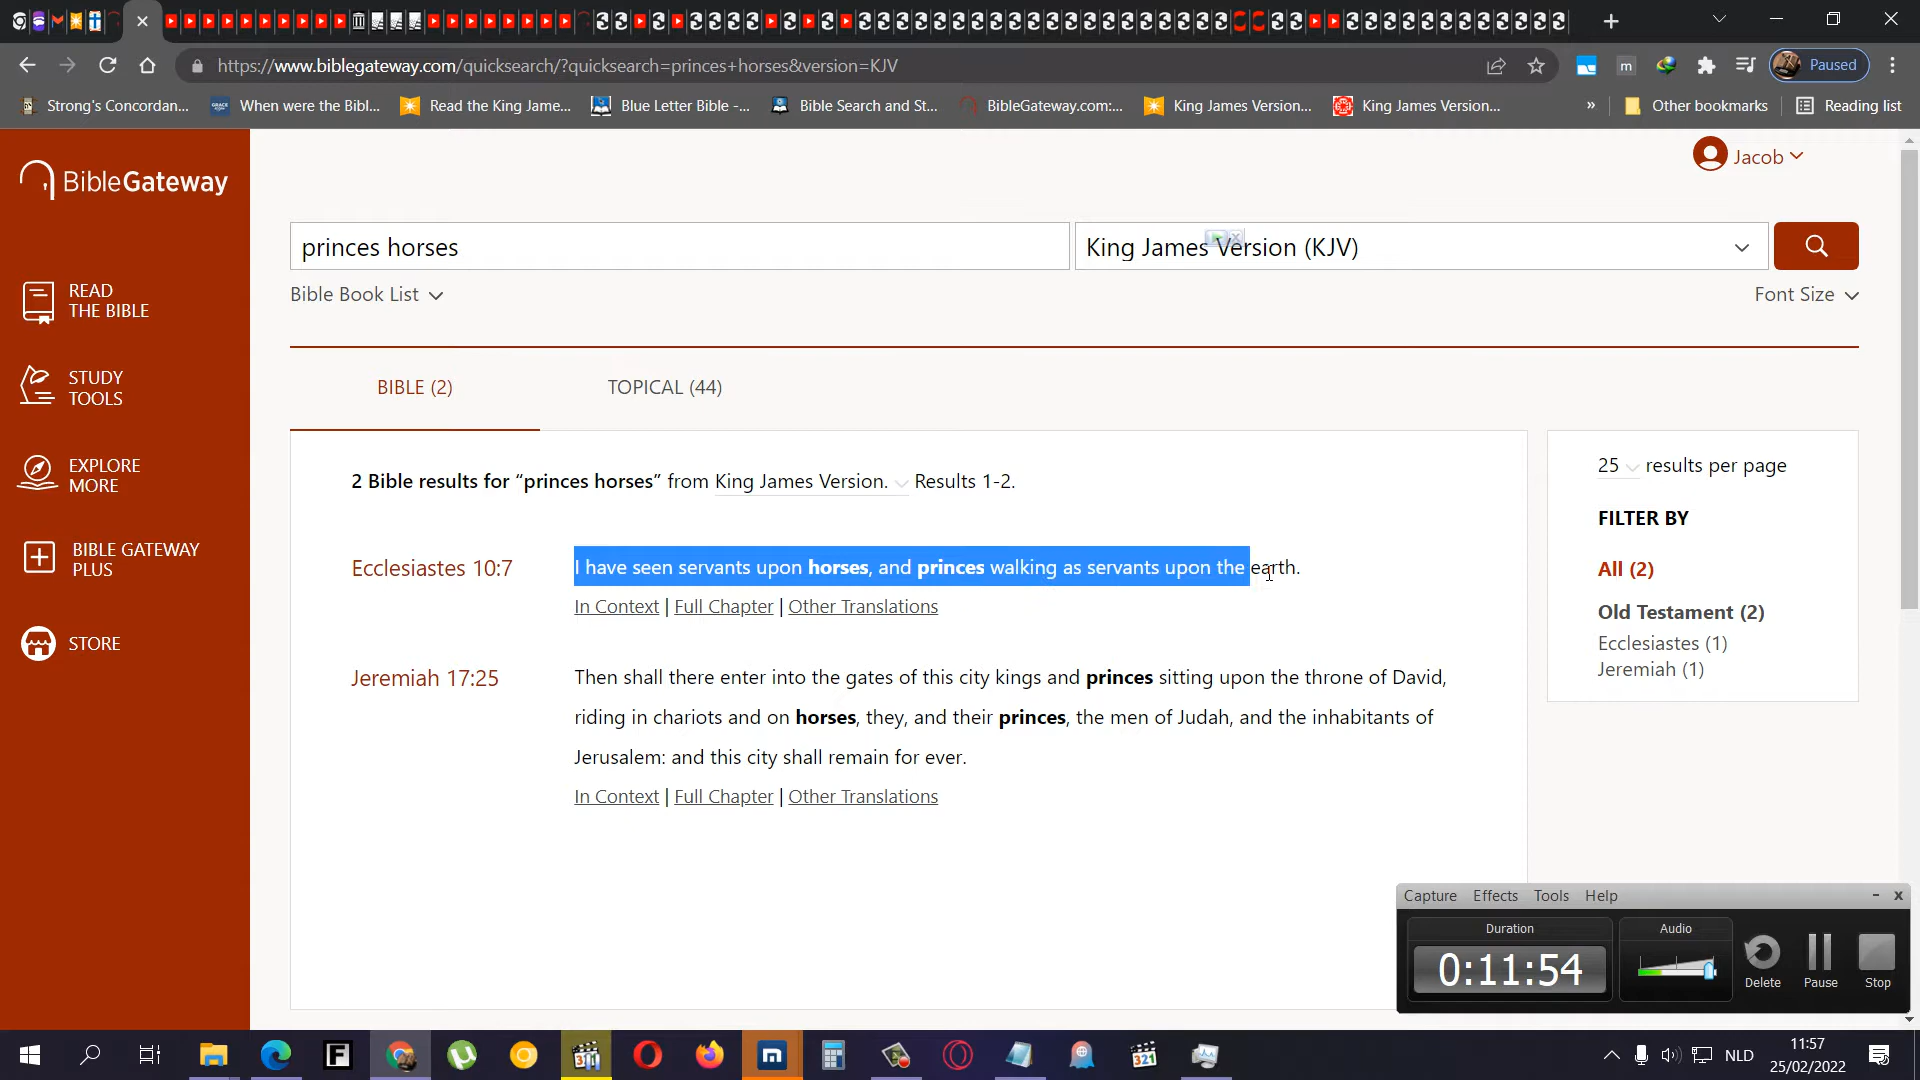 https://www.biblegateway.com/quicksearch/?quicksearch=princes+horses&version=KJV
Paused
Strong's Concordan...
When were the Bibl...
Read the King Jame...
Blue Letter Bible -...
Bible Search and St...
BibleGateway.com:...
King James Version...
King James Version...
»
Other bookmarks
Reading list
BibleGateway
Jacob
princes horses
King James Version (KJV)
Bible Book List
Font Size
READ
THE BIBLE
STUDY
TOOLS
EXPLORE
MORE
BIBLE GATEWAY
PLUS
STORE
BIBLE (2)
TOPICAL (44)
2 Bible results for “princes horses” from King James Version. Results 1-2.
Ecclesiastes 10:7
I have seen servants upon horses, and princes walking as servants upon the earth.
In Context | Full Chapter | Other Translations
Jeremiah 17:25
Then shall there enter into the gates of this city kings and princes sitting upon the throne of David,
riding in chariots and on horses, they, and their princes, the men of Judah, and the inhabitants of
Jerusalem: and this city shall remain for ever.
In Context | Full Chapter | Other Translations
25 results per page
FILTER BY
All (2)
Old Testament (2)
Ecclesiastes (1)
Jeremiah (1)
Capture Effects Tools Help
Duration
Audio
0:11:54
Delete
Pause
Stop
NLD
11:57
25/02/2022